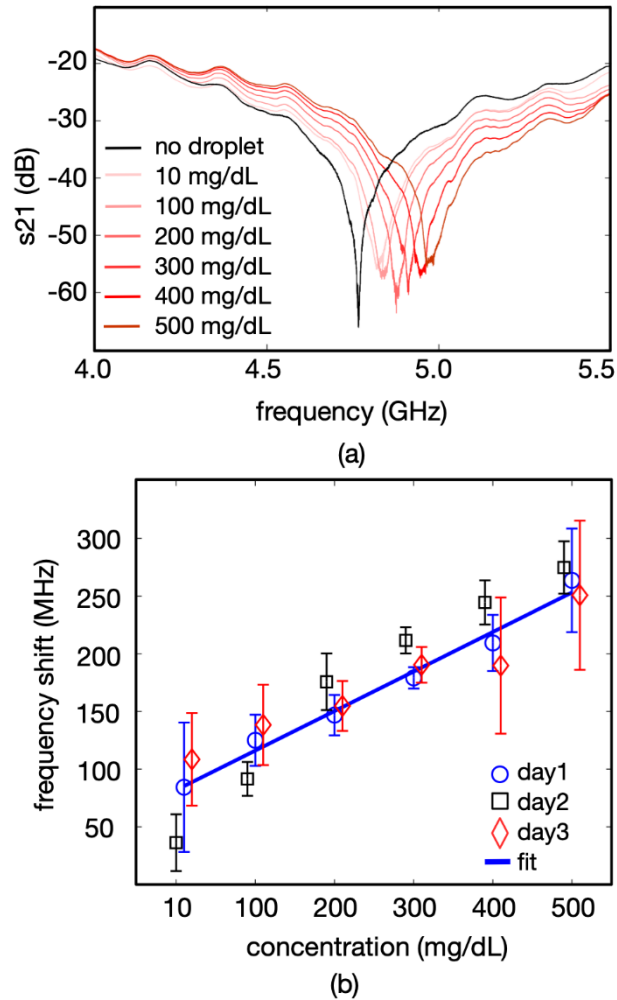 -20
-30
-40
-50
-60
s21 (dB)
no droplet
10 mg/dL
100 mg/dL
200 mg/dL
300 mg/dL
400 mg/dL
500 mg/dL
4.0 4.5 5.0 5.5
frequency (GHz)
(a)
300
250
200
150
100
50
frequency shift (MHz)
day1
day2
day3
fit
10 100 200 300 400 500
concentration (mg/dL)
(b)